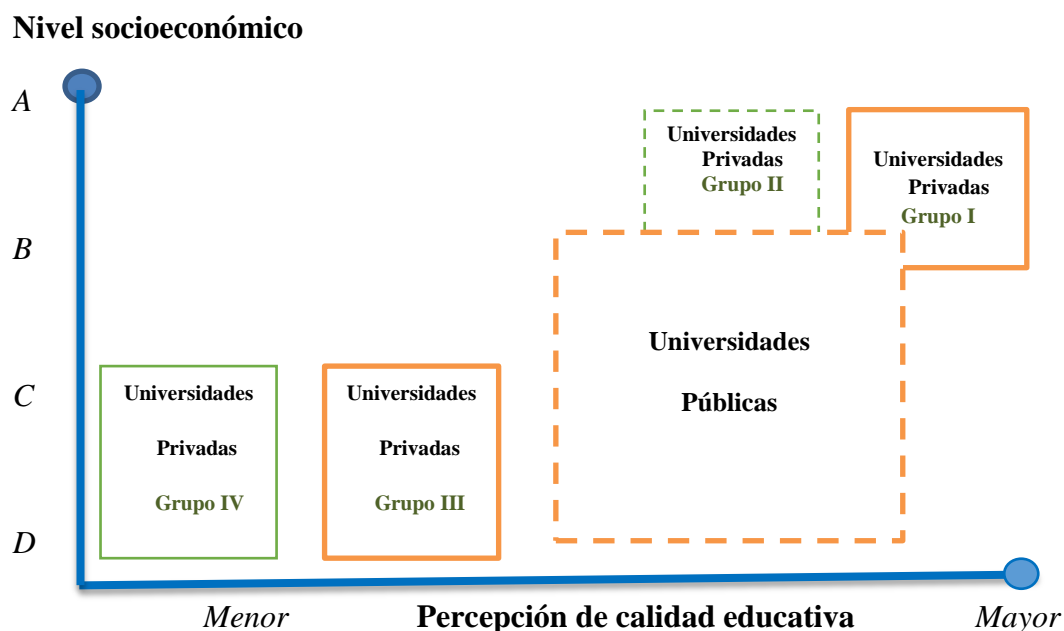 Nivel socioeconómico
A
Universidades
Privadas
Grupo II
Universidades
Privadas
Grupo I
B
Universidades
Públicas
C
Universidades
Privadas
Grupo IV
Universidades
Privadas
Grupo III
D
Menor Percepción de calidad educativa Mayor